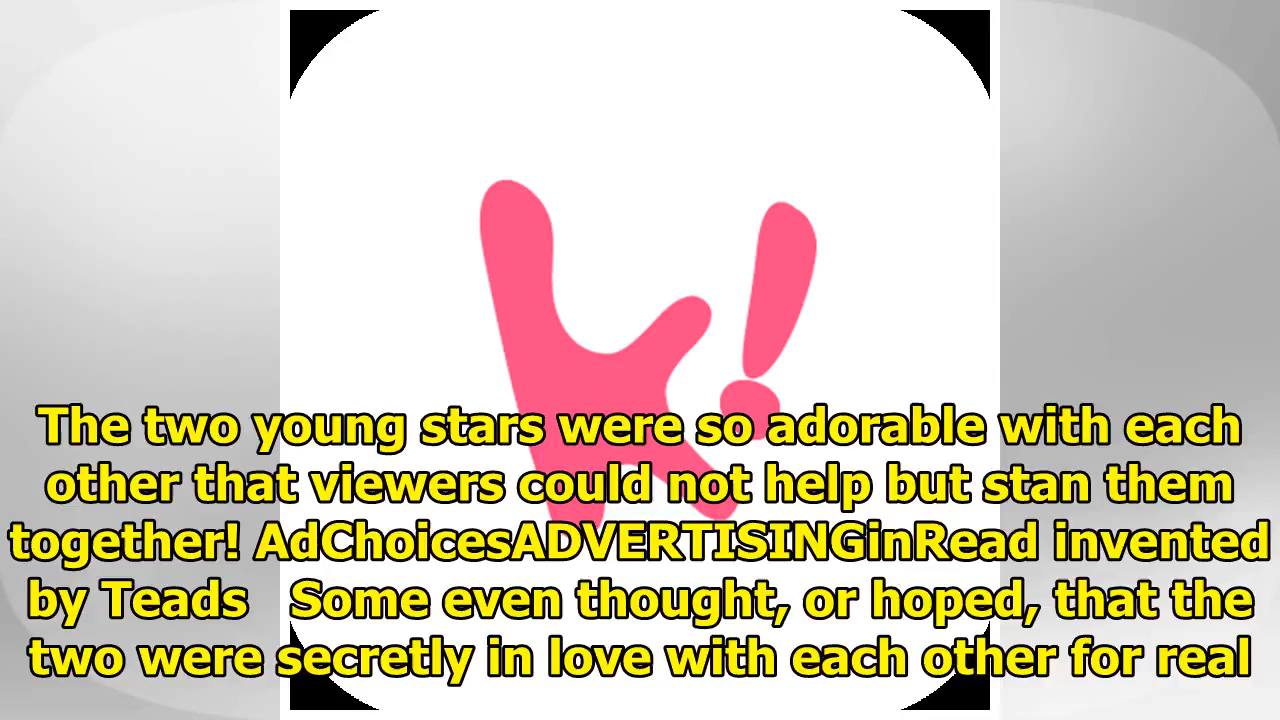 k!
The two young stars were so adorable with each
other that viewers could not help but stan them
together! AdChoicesADVERTISINGinRead invented
by Teads   Some even thought, or hoped, that the
two were secretly in love with each other for real